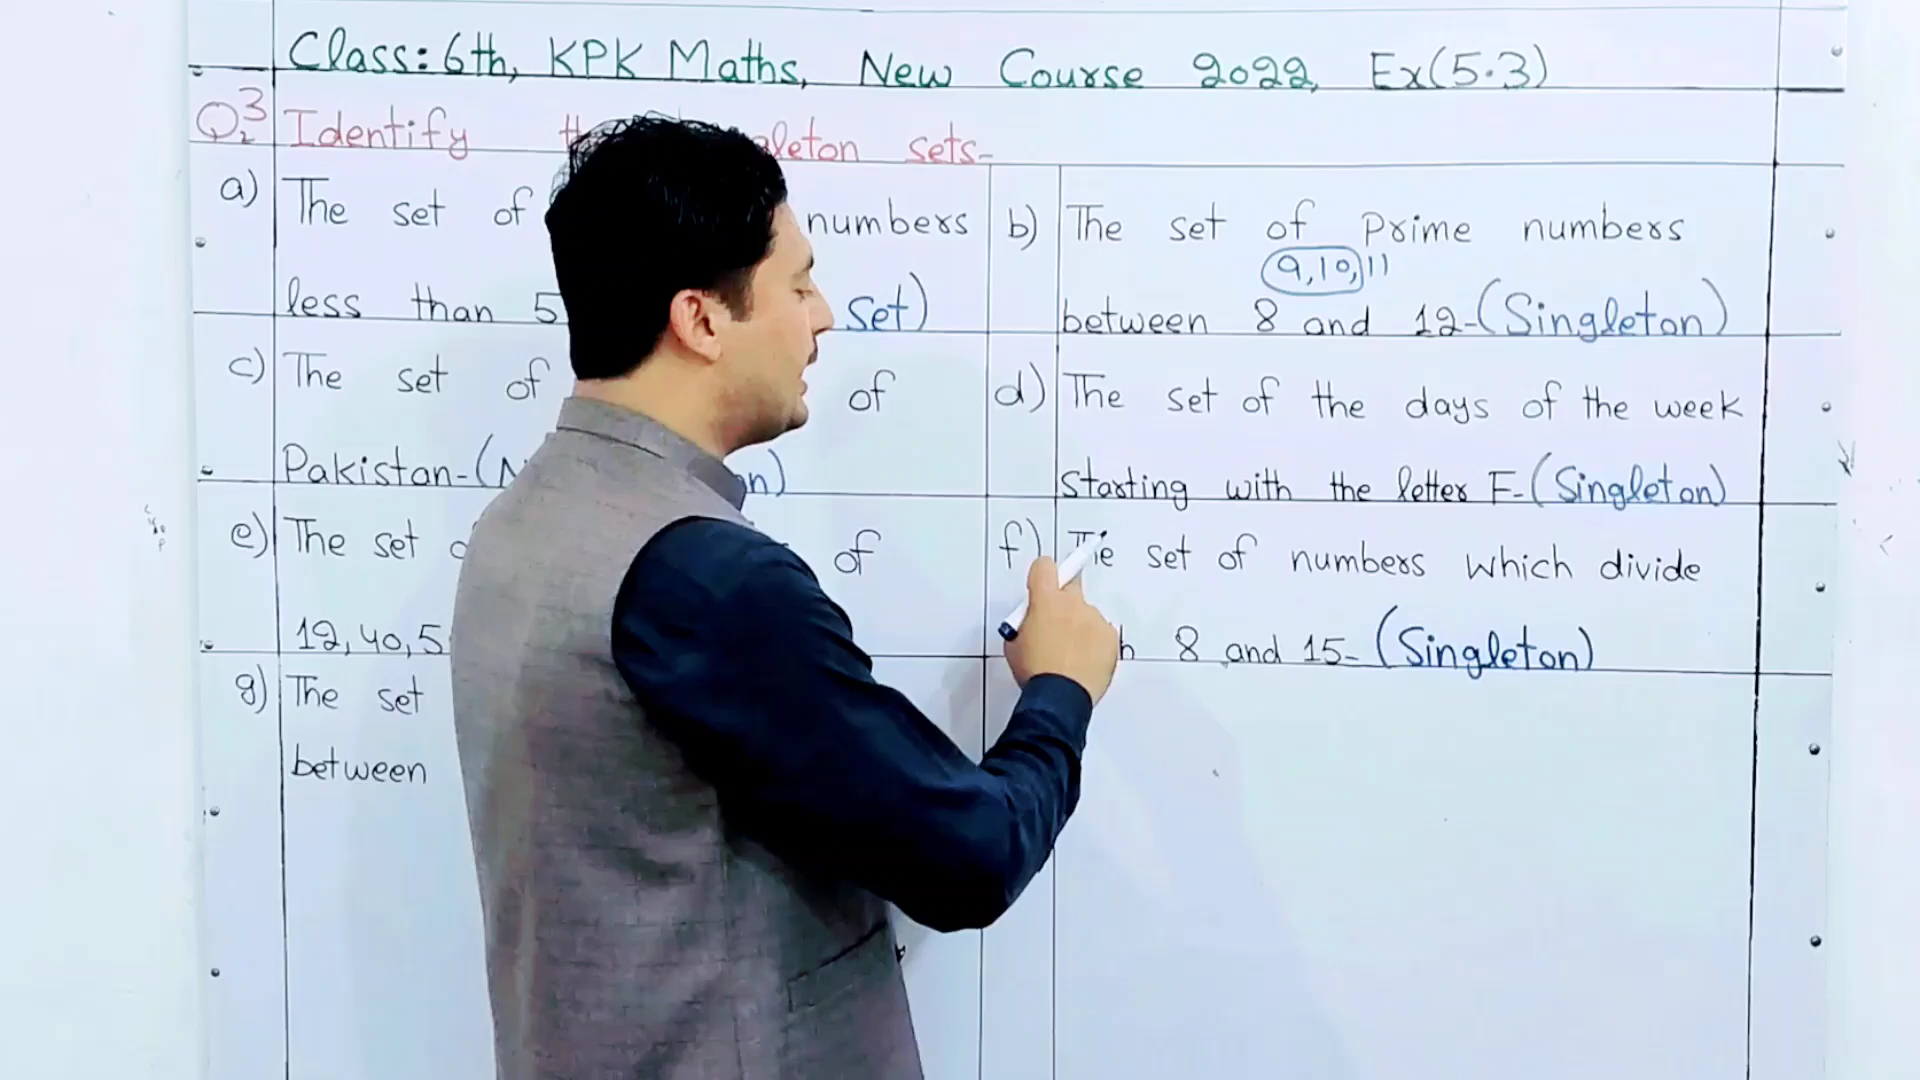 Class: 6th, KPK Maths, New Course 2022, Ex(5.3)
Q3 Identify sets-
a) The set of numbers
less than 5 set)
b) The set of Prime numbers
9,10,11
between 8 and 12-(Singleton)
c) The set of of
Pakistan-(
d) The set of the days of the week
Starting with the letter F-(Singleton)
e) The set of
12,40,5
f) The set of numbers which divide
8 and 15-(Singleton)
g) The set
between